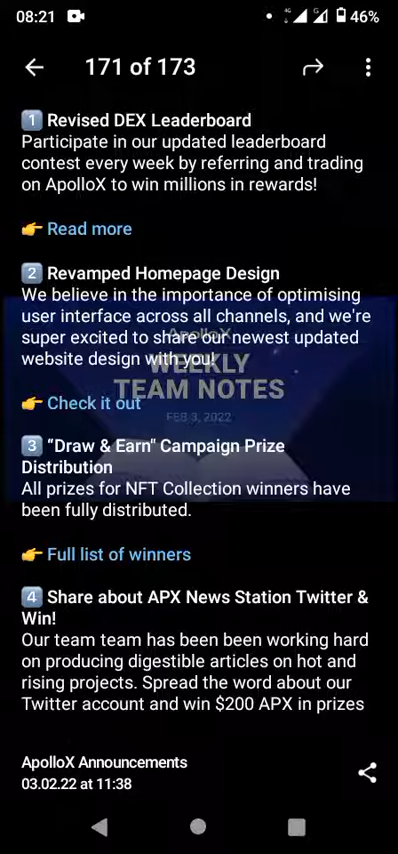 08:21 46%
171 of 173
1 Revised DEX Leaderboard
Participate in our updated leaderboard
contest every week by referring and trading
on ApolloX to win millions in rewards!
👉 Read more
2 Revamped Homepage Design
We believe in the importance of optimising
user interface across all channels, and we're
super excited to share our newest updated
website design with you!
ApolloX
WEEKLY
TEAM NOTES
FEB 3, 2022
👉 Check it out
3 “Draw & Earn" Campaign Prize
Distribution
All prizes for NFT Collection winners have
been fully distributed.
👉 Full list of winners
4 Share about APX News Station Twitter &
Win!
Our team team has been been working hard
on producing digestible articles on hot and
rising projects. Spread the word about our
Twitter account and win $200 APX in prizes
ApolloX Announcements
03.02.22 at 11:38